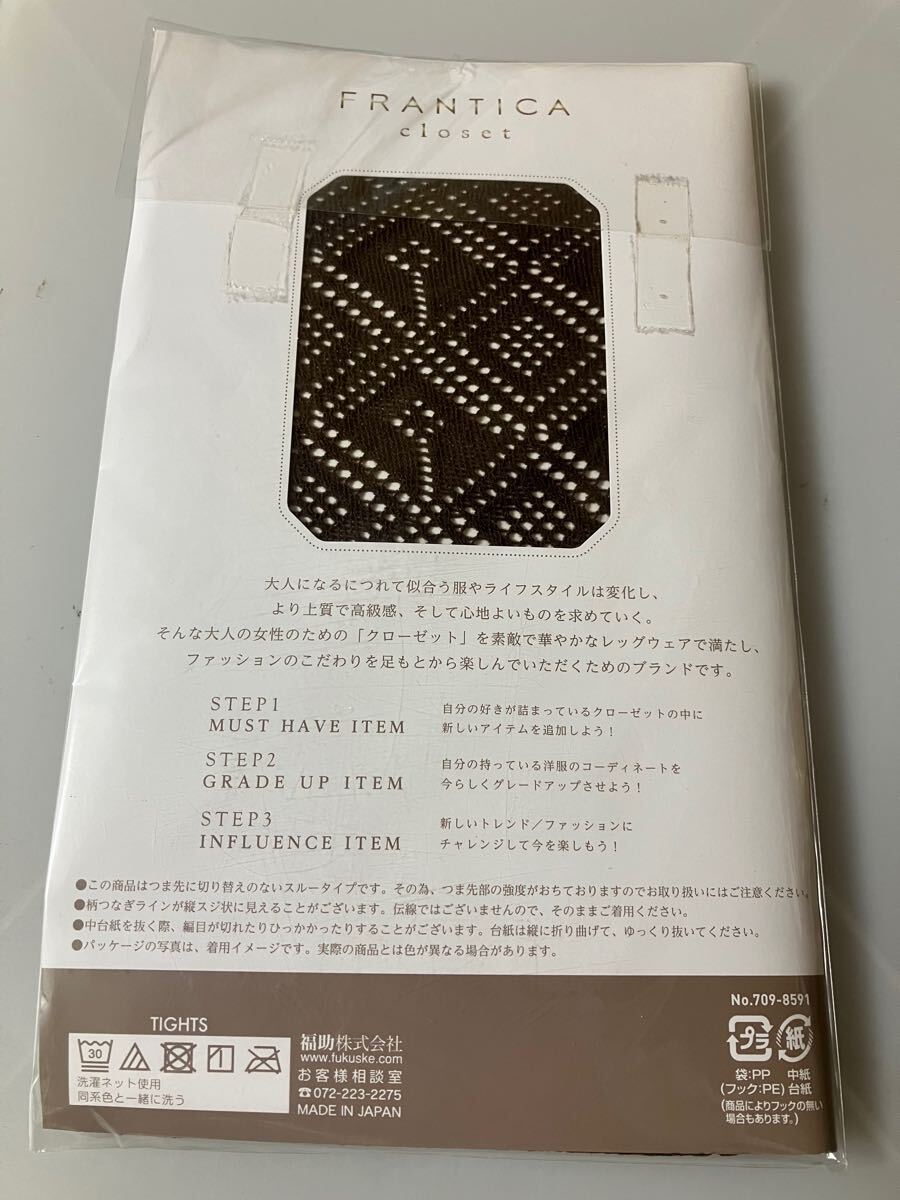 FRANTICA
closet
大人になるにつれて似合う服やライフスタイルは変化し、
より上質で高級感、そして心地よいものを求めていく。
そんな大人の女性のための「クローゼット」を素敵で華やかなレッグウェアで満たし、
ファッションのこだわりを足もとから楽しんでいただくためのブランドです。
STEP1
MUST HAVE ITEM
自分の好きが詰まっているクローゼットの中に
新しいアイテムを追加しよう！
STEP2
GRADE UP ITEM
自分の持っている洋服のコーディネートを
今らしくグレードアップさせよう！
STEP3
INFLUENCE ITEM
新しいトレンド／ファッションに
チャレンジして今を楽しもう！
●この商品はつま先に切り替えのないスルータイプです。その為、つま先部の強度がおちておりますのでお取り扱いにはご注意ください。
●柄つなぎラインが縦スジ状に見えることがございます。伝線ではございませんので、そのままご着用ください。
●中台紙を抜く際、編目が切れたりひっかかったりすることがございます。台紙は縦に折り曲げて、ゆっくり抜いてください。
●パッケージの写真は、着用イメージです。実際の商品とは色が異なる場合があります。
TIGHTS
30
洗濯ネット使用
同系色と一緒に洗う
福助株式会社
www.fukuske.com
お客様相談室
☎072-223-2275
MADE IN JAPAN
No.709-8591
プラ 紙
袋:PP 中紙
(フック:PE) 台紙
(商品によりフックの無い
場合もあります。)